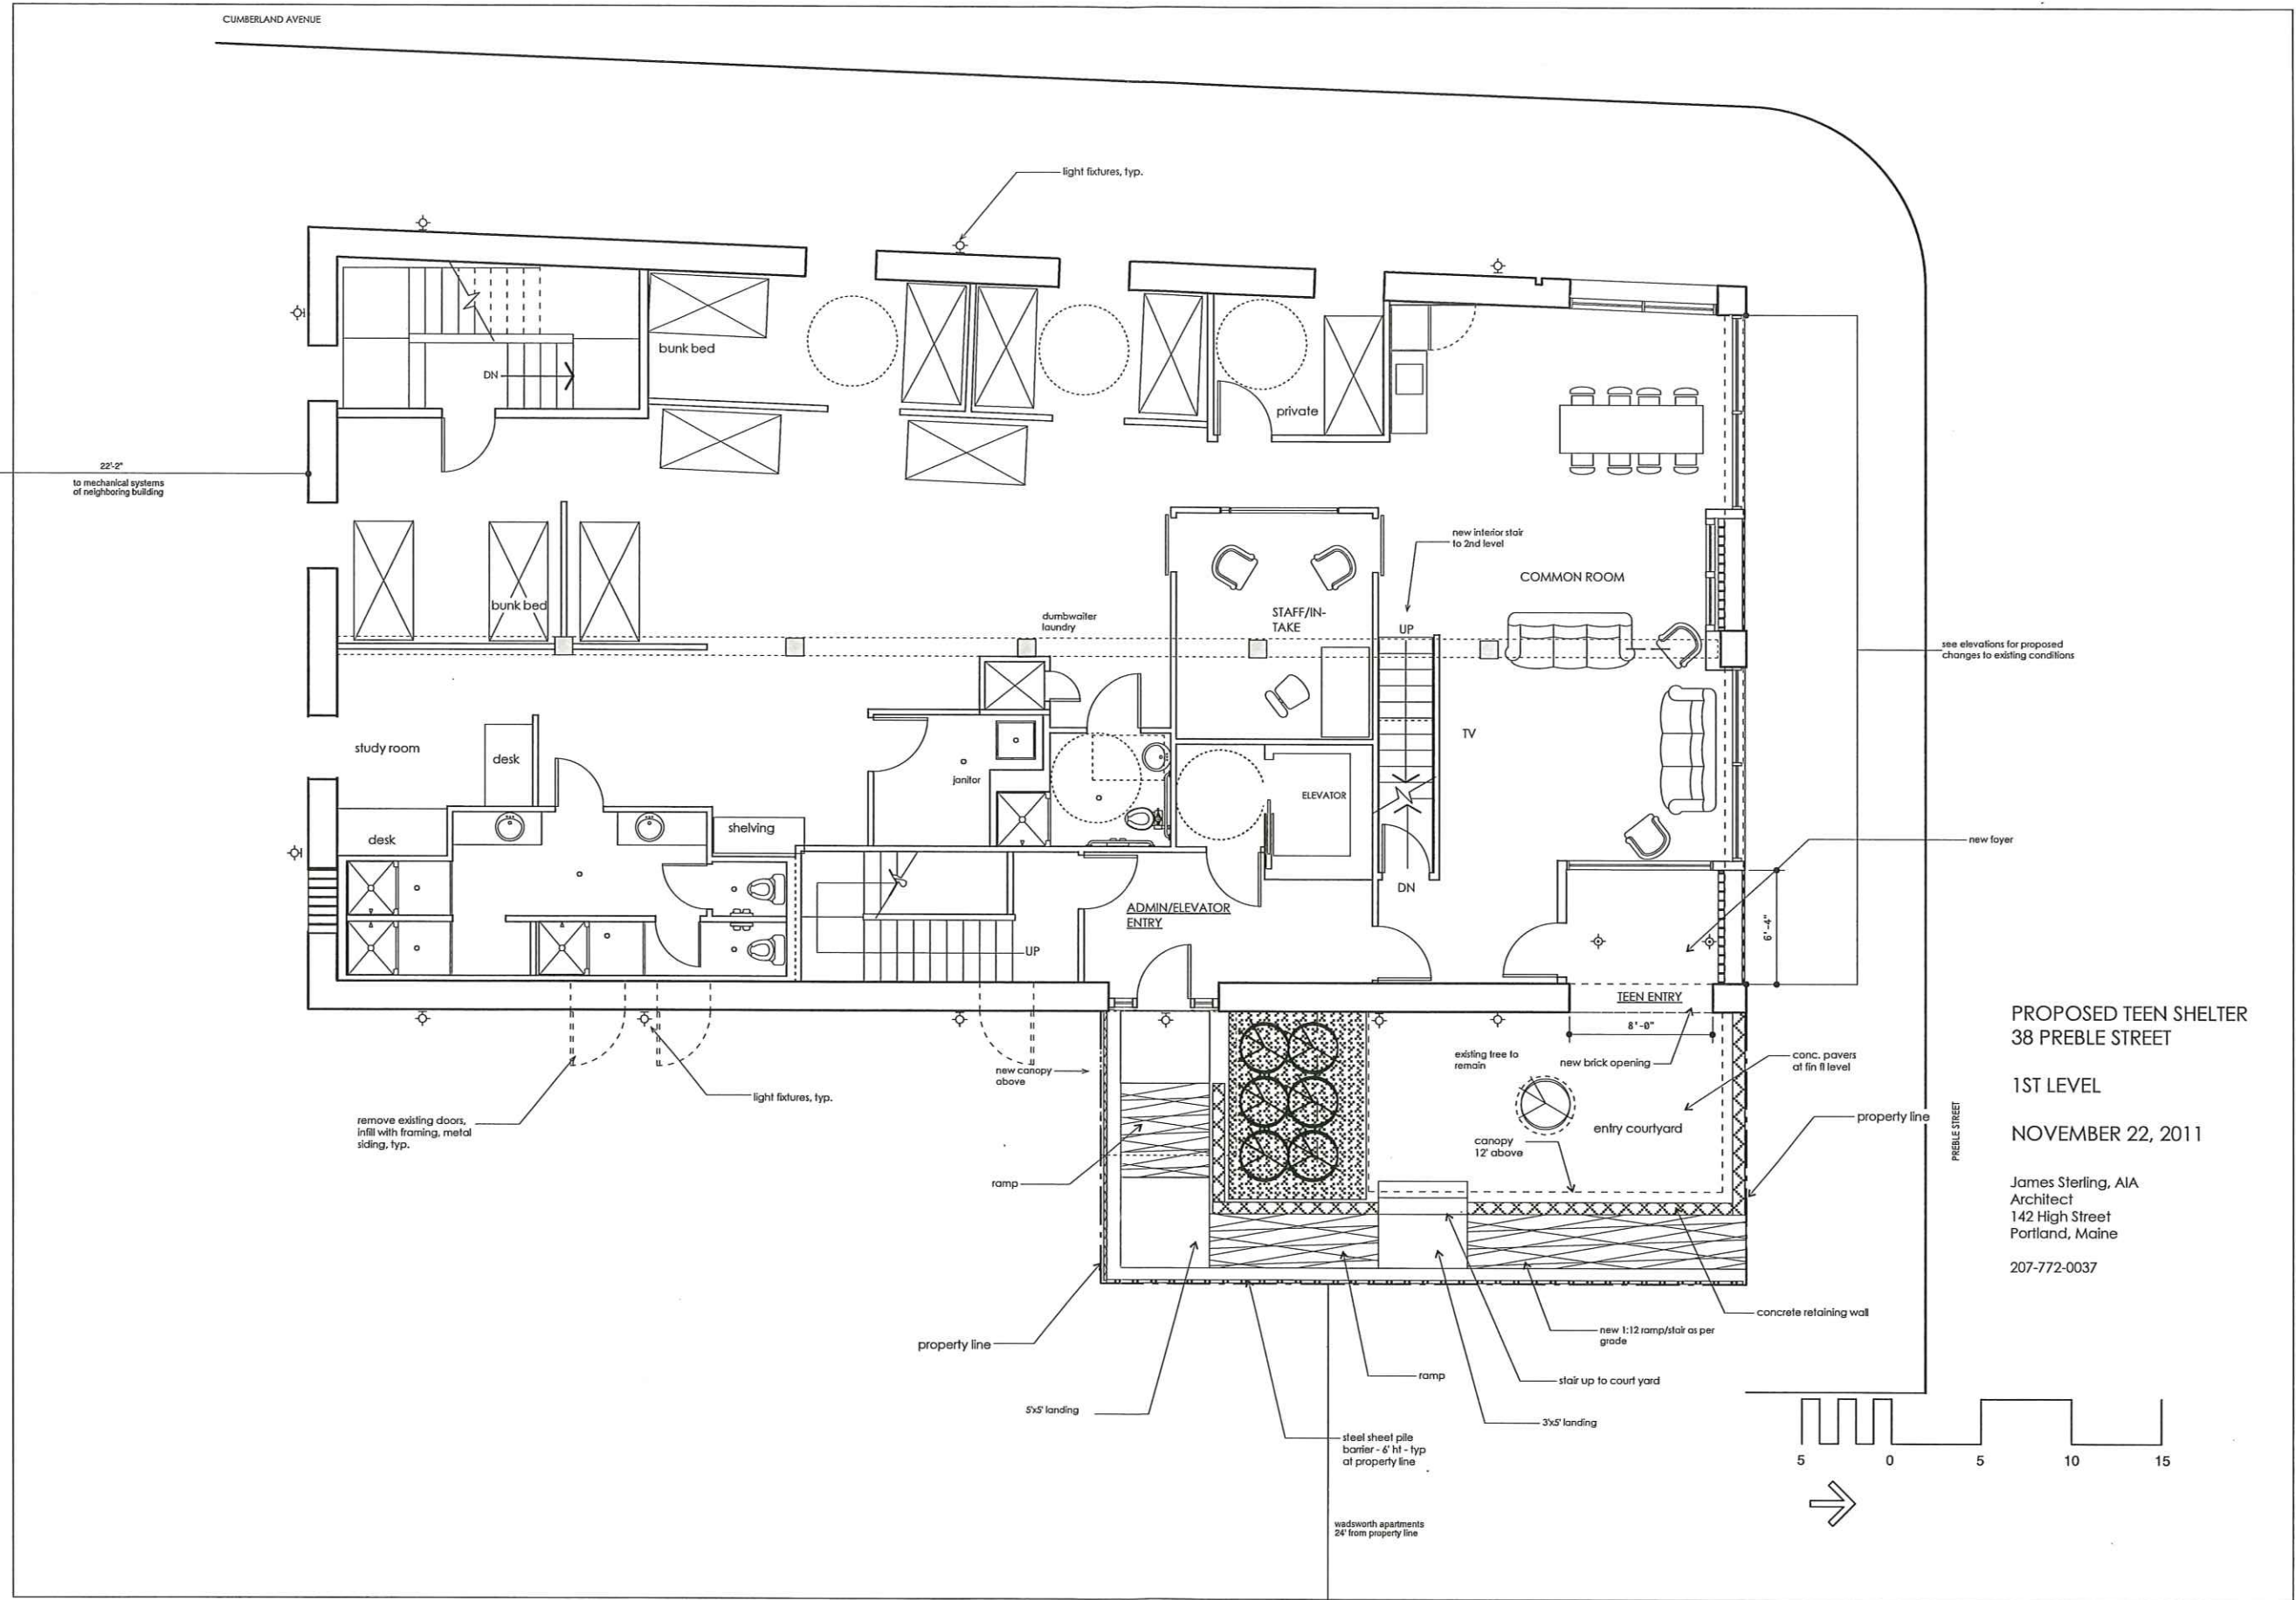 CUMBERLAND AVENUE
light fixtures, typ.
bunk bed
DN
private
22'-2"
to mechanical systems
of neighboring building
new interior stair
to 2nd level
COMMON ROOM
bunk bed
dumbwaiter
laundry
STAFF/IN-
TAKE
UP
see elevations for proposed
changes to existing conditions
study room
desk
TV
janitor
ELEVATOR
desk
shelving
new foyer
DN
ADMIN/ELEVATOR
ENTRY
UP
6'-4"
TEEN ENTRY
8'-0"
existing tree to
remain
new brick opening
conc. pavers
at fin fl level
new canopy
above
light fixtures, typ.
remove existing doors,
infill with framing, metal
siding, typ.
entry courtyard
canopy
12' above
property line
PREBLE STREET
ramp
concrete retaining wall
new 1:12 ramp/stair as per
grade
property line
ramp
stair up to court yard
5'x5' landing
3'x5' landing
steel sheet pile
barrier - 6' ht - typ
at property line
wadsworth apartments
24' from property line
PROPOSED TEEN SHELTER
38 PREBLE STREET
1ST LEVEL
NOVEMBER 22, 2011
James Sterling, AIA
Architect
142 High Street
Portland, Maine
207-772-0037
5 0 5 10 15